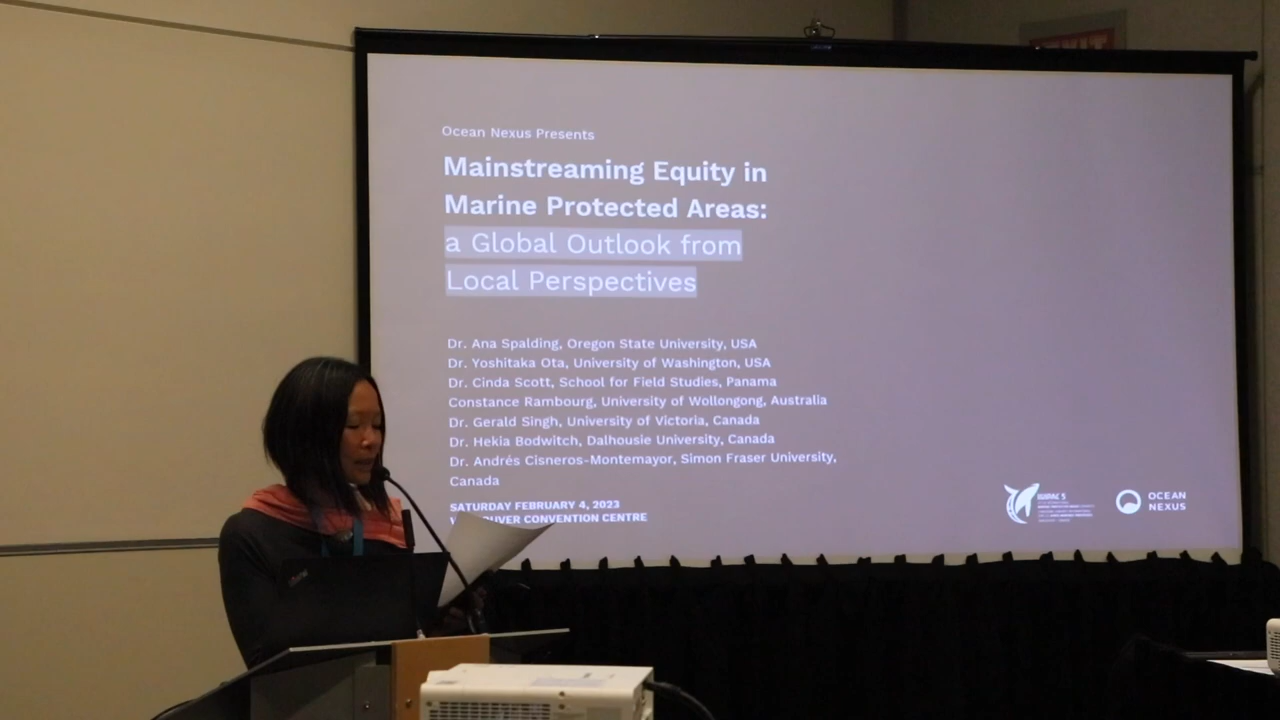 Ocean Nexus Presents
Mainstreaming Equity in
Marine Protected Areas:
a Global Outlook from
Local Perspectives
Dr. Ana Spalding, Oregon State University, USA
Dr. Yoshitaka Ota, University of Washington, USA
Dr. Cinda Scott, School for Field Studies, Panama
Constance Rambourg, University of Wollongong, Australia
Dr. Gerald Singh, University of Victoria, Canada
Dr. Hekia Bodwitch, Dalhousie University, Canada
Dr. Andrés Cisneros-Montemayor, Simon Fraser University,
Canada
SATURDAY FEBRUARY 4, 2023
CONVENTION CENTRE
OCEAN
NEXUS